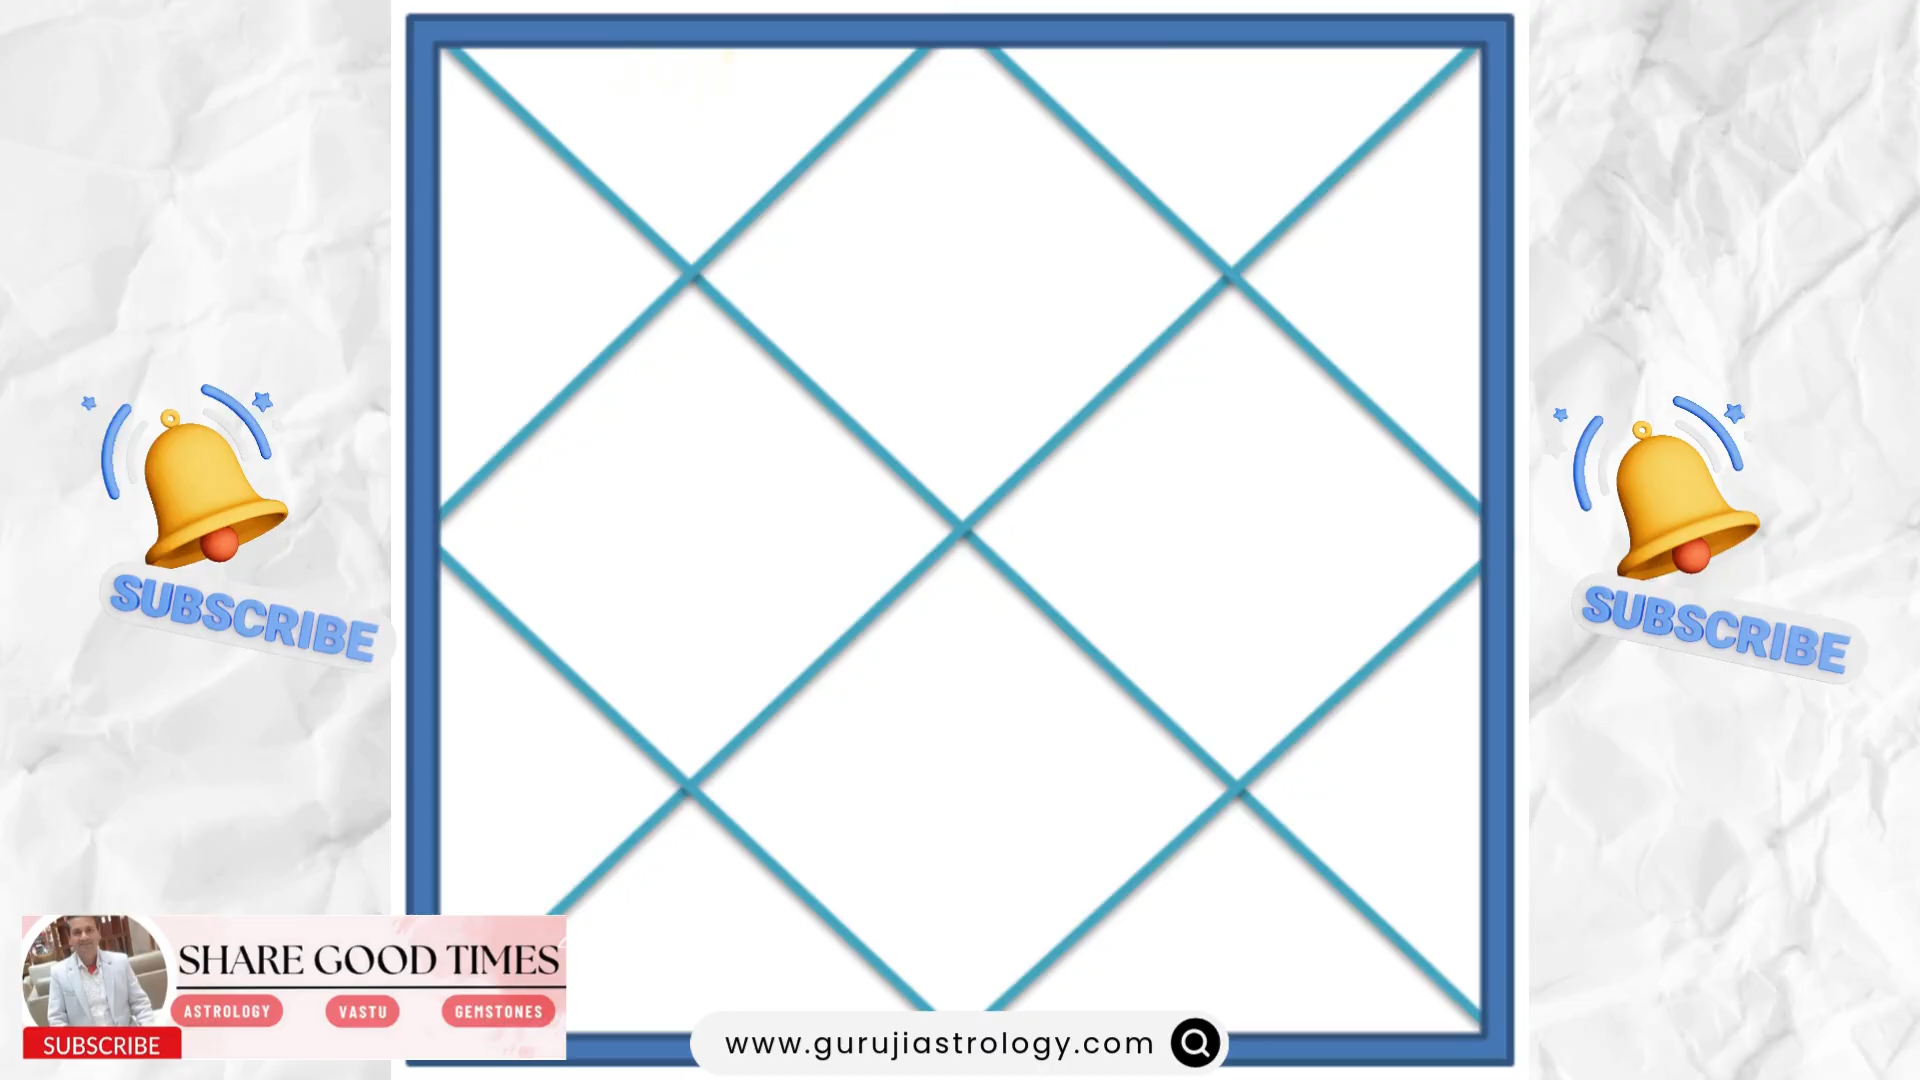 SUBSCRIBE
SUBSCRIBE
SHARE GOOD TIMES
ASTROLOGY VASTU GEMSTONES
SUBSCRIBE
www.gurujiastrology.com